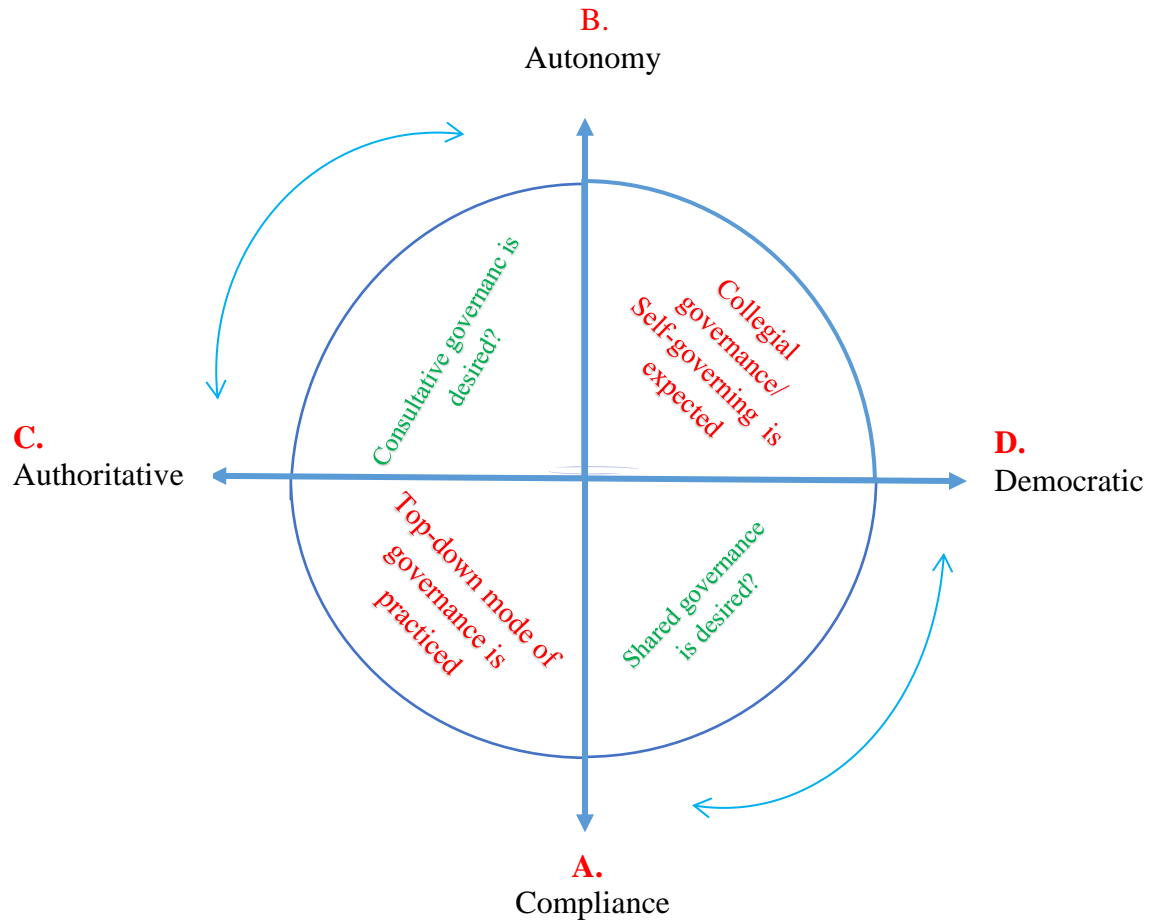 B.
Autonomy
Consultative governanc is
desired?
Collegial
governance/
Self-governing is
expected
C.
Authoritative
D.
Democratic
Top-down mode of
governance is
practiced
Shared governance
is desired?
A.
Compliance